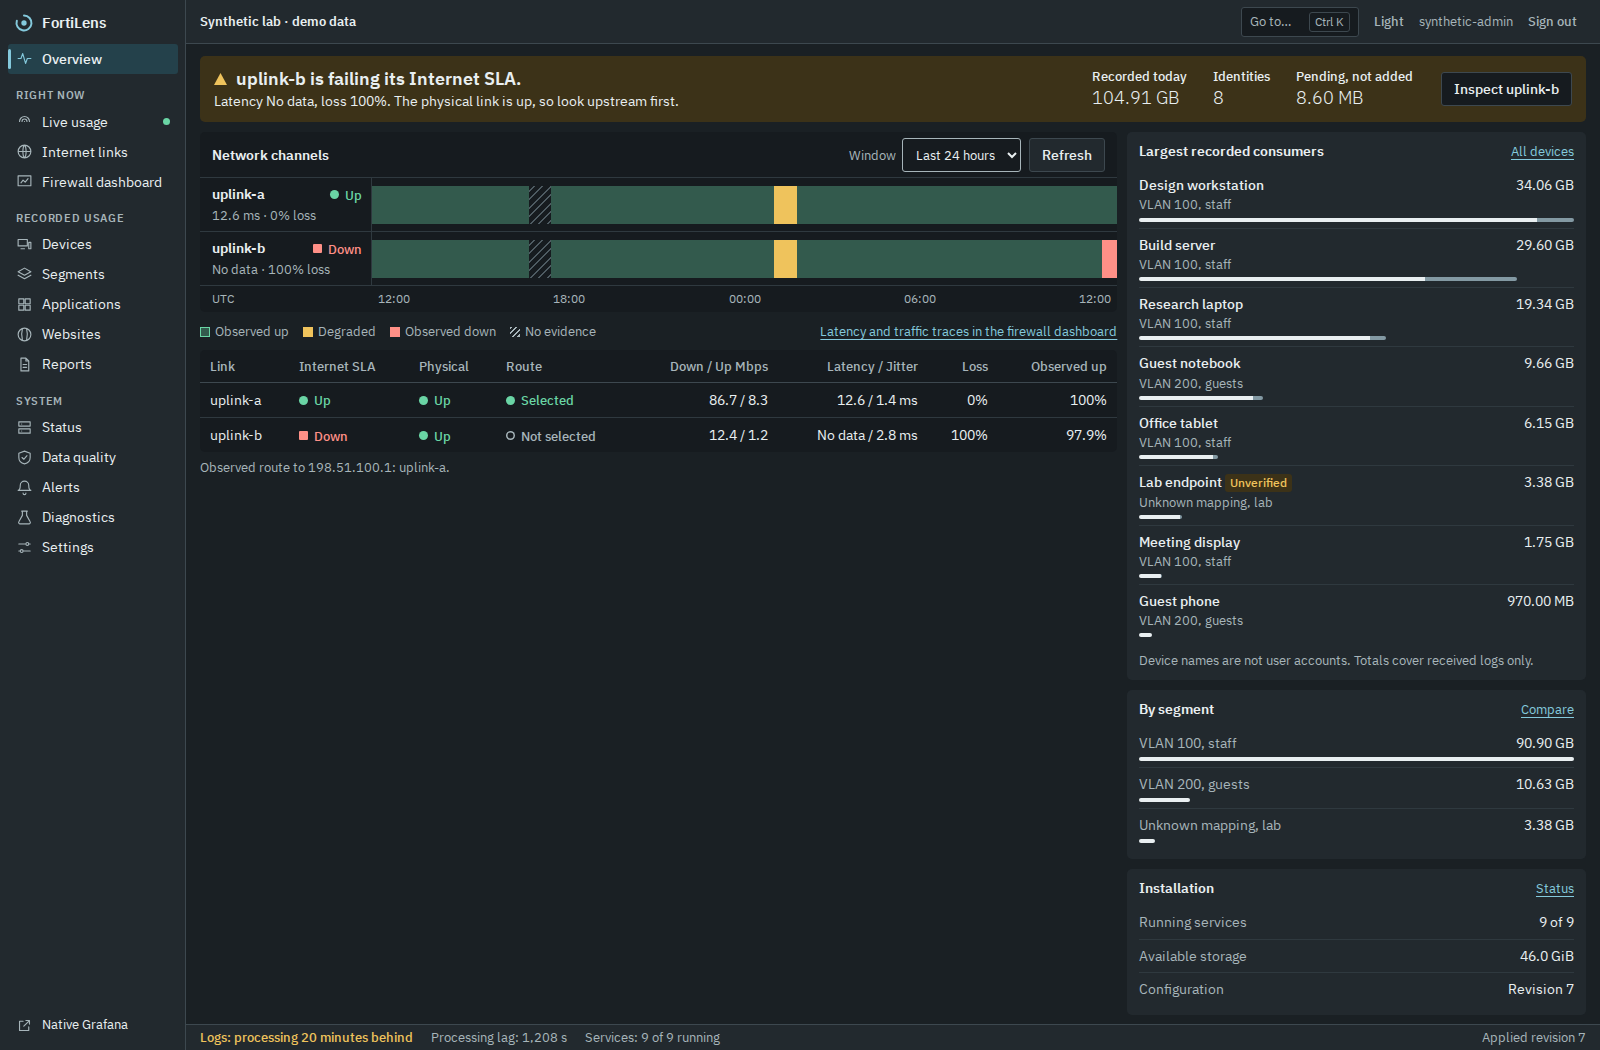 FortiLens
Overview
RIGHT NOW
Live usage
Internet links
Firewall dashboard
RECORDED USAGE
Devices
Segments
Applications
Websites
Reports
SYSTEM
Status
Data quality
Alerts
Diagnostics
Settings
Native Grafana
Synthetic lab · demo data
Go to... Ctrl K Light synthetic-admin Sign out
uplink-b is failing its Internet SLA.
Latency No data, loss 100%. The physical link is up, so look upstream first.
Recorded today Identities Pending, not added
104.91 GB 8 8.60 MB
Inspect uplink-b
Network channels Window Last 24 hours Refresh
uplink-a Up
12.6 ms · 0% loss
uplink-b Down
No data · 100% loss
UTC 12:00 18:00 00:00 06:00 12:00
Observed up Degraded Observed down No evidence Latency and traffic traces in the firewall dashboard
Link Internet SLA Physical Route Down / Up Mbps Latency / Jitter Loss Observed up
uplink-a Up Up Selected 86.7 / 8.3 12.6 / 1.4 ms 0% 100%
uplink-b Down Up Not selected 12.4 / 1.2 No data / 2.8 ms 100% 97.9%
Observed route to 198.51.100.1: uplink-a.
Largest recorded consumers All devices
Design workstation 34.06 GB
VLAN 100, staff
Build server 29.60 GB
VLAN 100, staff
Research laptop 19.34 GB
VLAN 100, staff
Guest notebook 9.66 GB
VLAN 200, guests
Office tablet 6.15 GB
VLAN 100, staff
Lab endpoint Unverified 3.38 GB
Unknown mapping, lab
Meeting display 1.75 GB
VLAN 100, staff
Guest phone 970.00 MB
VLAN 200, guests
Device names are not user accounts. Totals cover received logs only.
By segment Compare
VLAN 100, staff 90.90 GB
VLAN 200, guests 10.63 GB
Unknown mapping, lab 3.38 GB
Installation Status
Running services 9 of 9
Available storage 46.0 GiB
Configuration Revision 7
Logs: processing 20 minutes behind Processing lag: 1,208 s Services: 9 of 9 running Applied revision 7